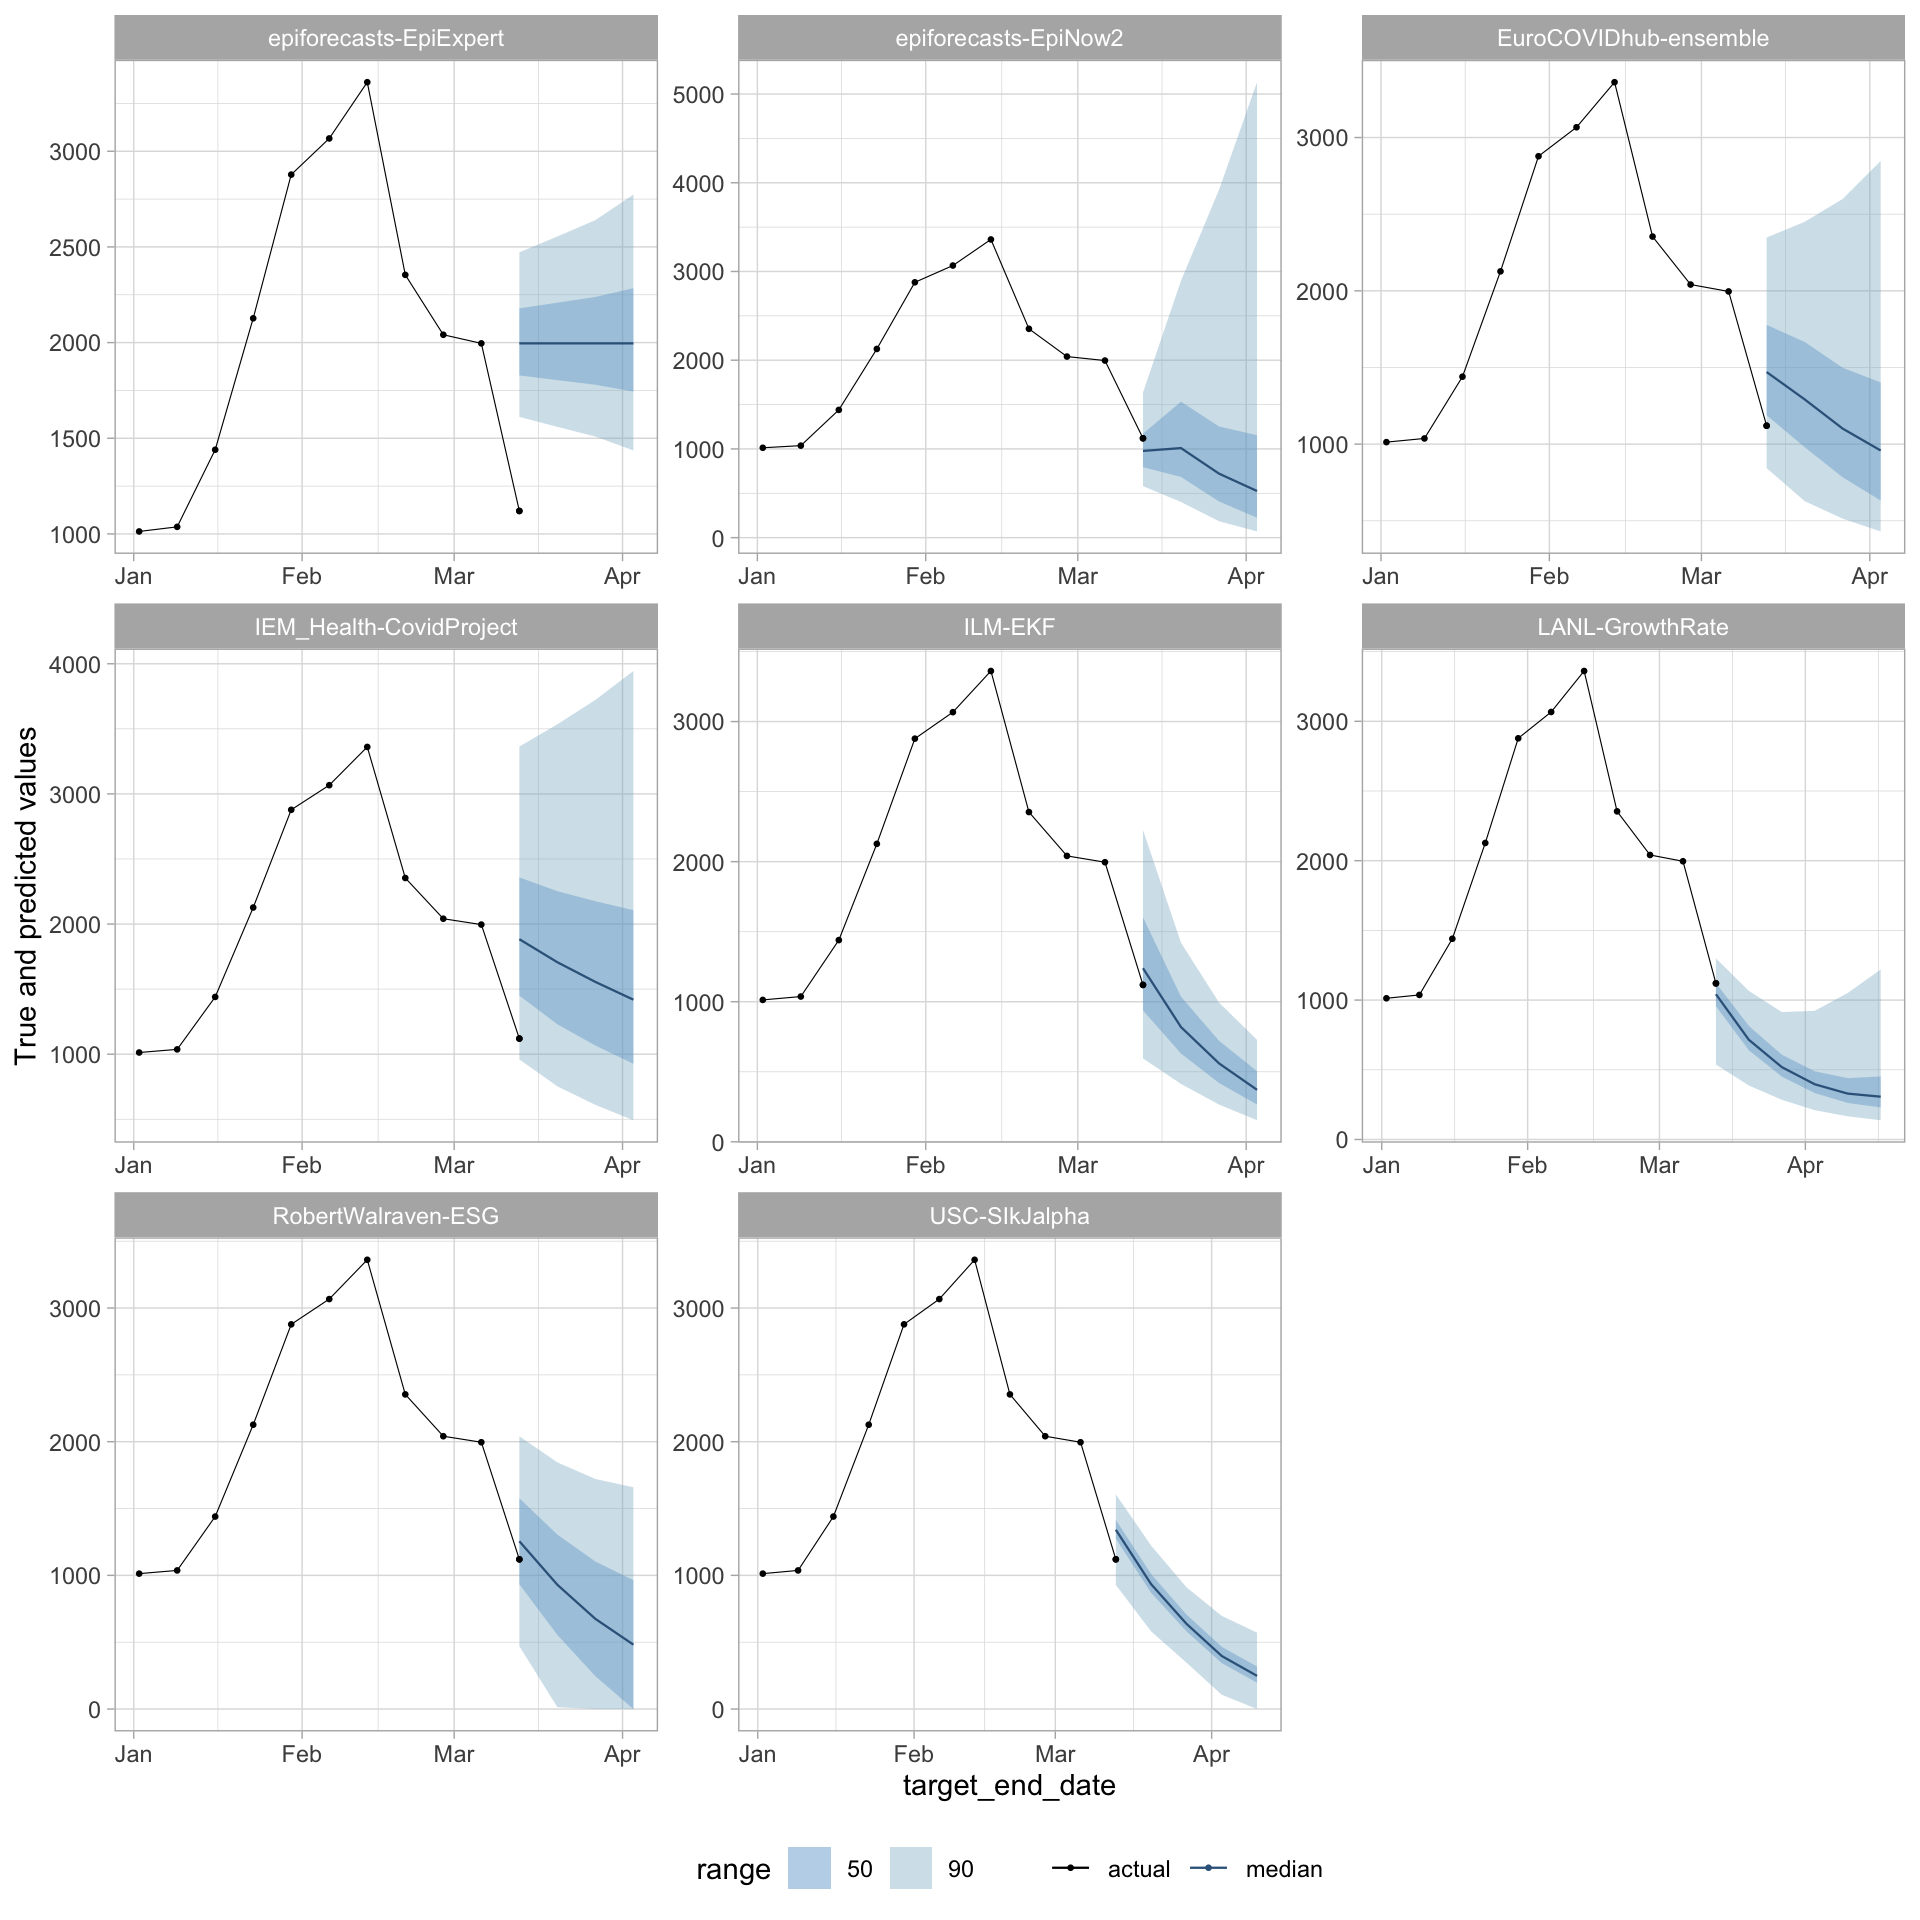 epiforecasts-EpiExpert
epiforecasts-EpiNow2
EuroCOVIDhub-ensemble
3000
2500
2000
1500
1000
Jan Feb Mar Apr
5000
4000
3000
2000
1000
0
Jan Feb Mar Apr
3000
2000
1000
Jan Feb Mar Apr
True and predicted values
IEM_Health-CovidProject
ILM-EKF
LANL-GrowthRate
4000
3000
2000
1000
Jan Feb Mar Apr
3000
2000
1000
0
Jan Feb Mar Apr
3000
2000
1000
0
Jan Feb Mar Apr
RobertWalraven-ESG
USC-SIkJalpha
3000
2000
1000
0
Jan Feb Mar Apr
3000
2000
1000
0
Jan Feb Mar Apr
target_end_date
range 50 90 actual median